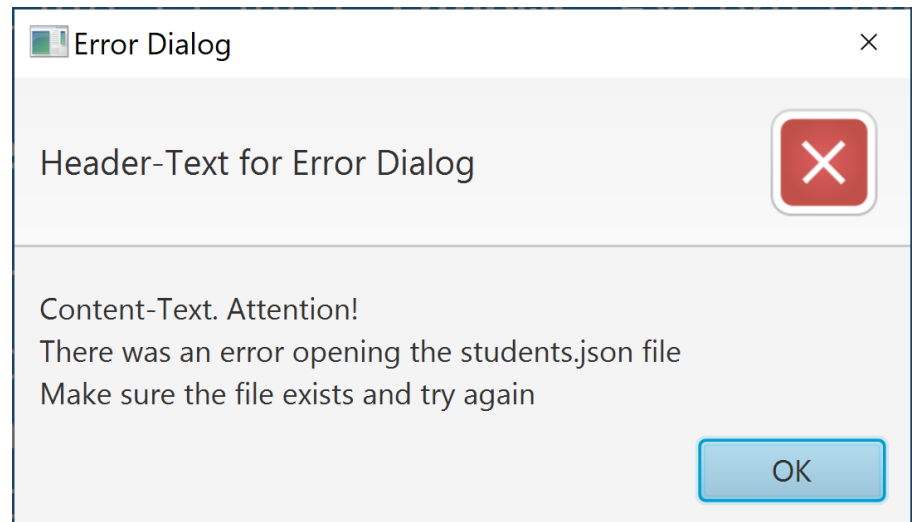 Error Dialog
Header-Text for Error Dialog
Content-Text. Attention!
There was an error opening the students.json file
Make sure the file exists and try again
OK